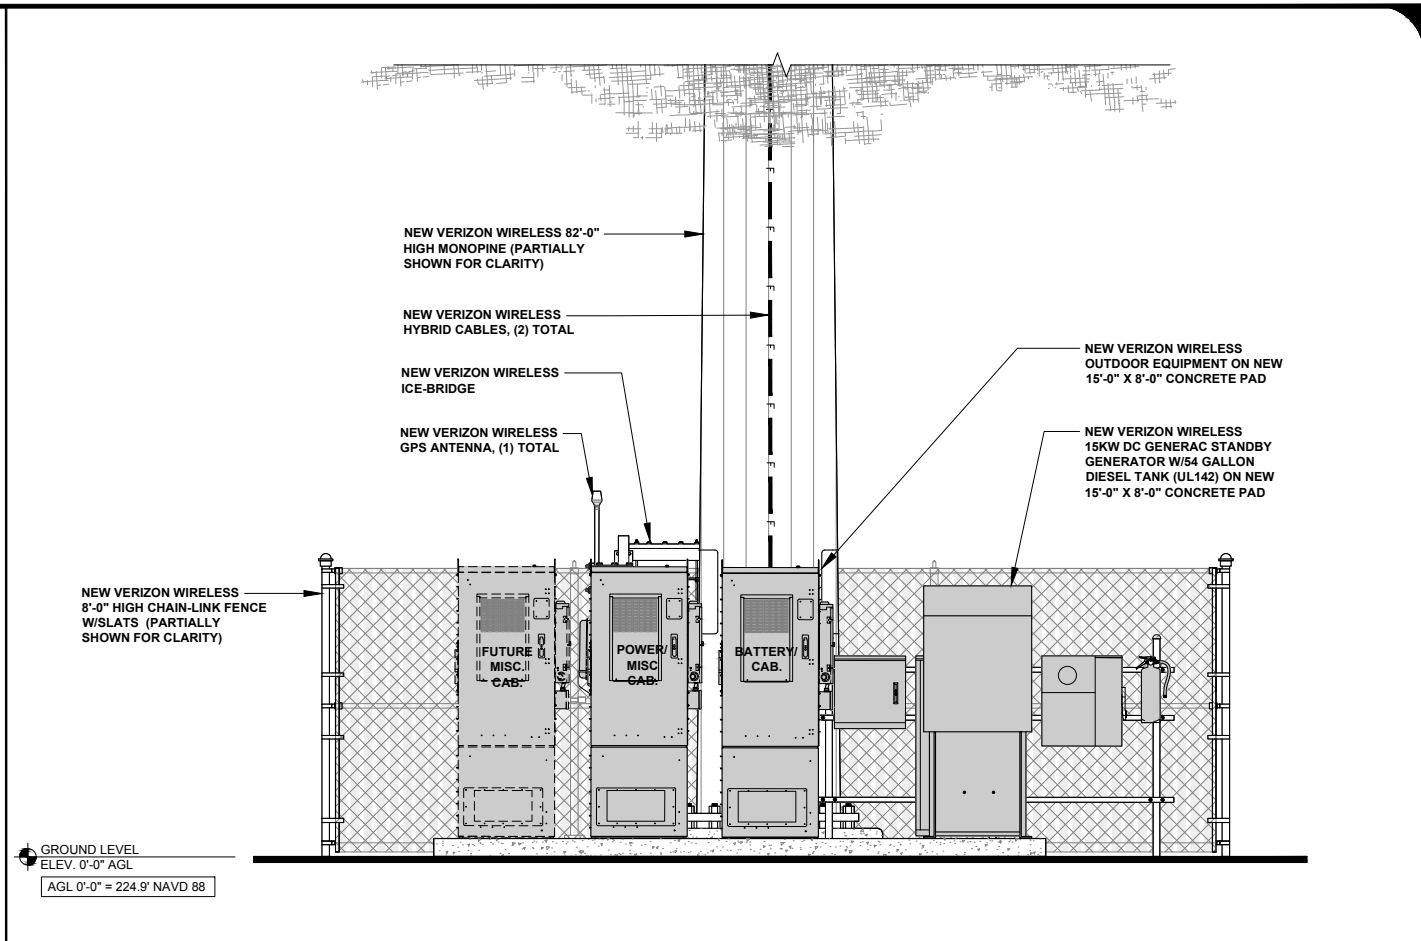 NEW VERIZON WIRELESS 82'-0"
HIGH MONOPINE (PARTIALLY
SHOWN FOR CLARITY)
NEW VERIZON WIRELESS
HYBRID CABLES, (2) TOTAL
NEW VERIZON WIRELESS
ICE-BRIDGE
NEW VERIZON WIRELESS
GPS ANTENNA, (1) TOTAL
NEW VERIZON WIRELESS
OUTDOOR EQUIPMENT ON NEW
15'-0" X 8'-0" CONCRETE PAD
NEW VERIZON WIRELESS
15KW DC GENERAC STANDBY
GENERATOR W/54 GALLON
DIESEL TANK (UL142) ON NEW
15'-0" X 8'-0" CONCRETE PAD
NEW VERIZON WIRELESS
8'-0" HIGH CHAIN-LINK FENCE
W/SLATS (PARTIALLY
SHOWN FOR CLARITY)
FUTURE
MISC.
CAB.
POWER/
MISC
CAB.
BATTERY/
CAB.
GROUND LEVEL
ELEV. 0'-0" AGL
AGL 0'-0" = 224.9' NAVD 88